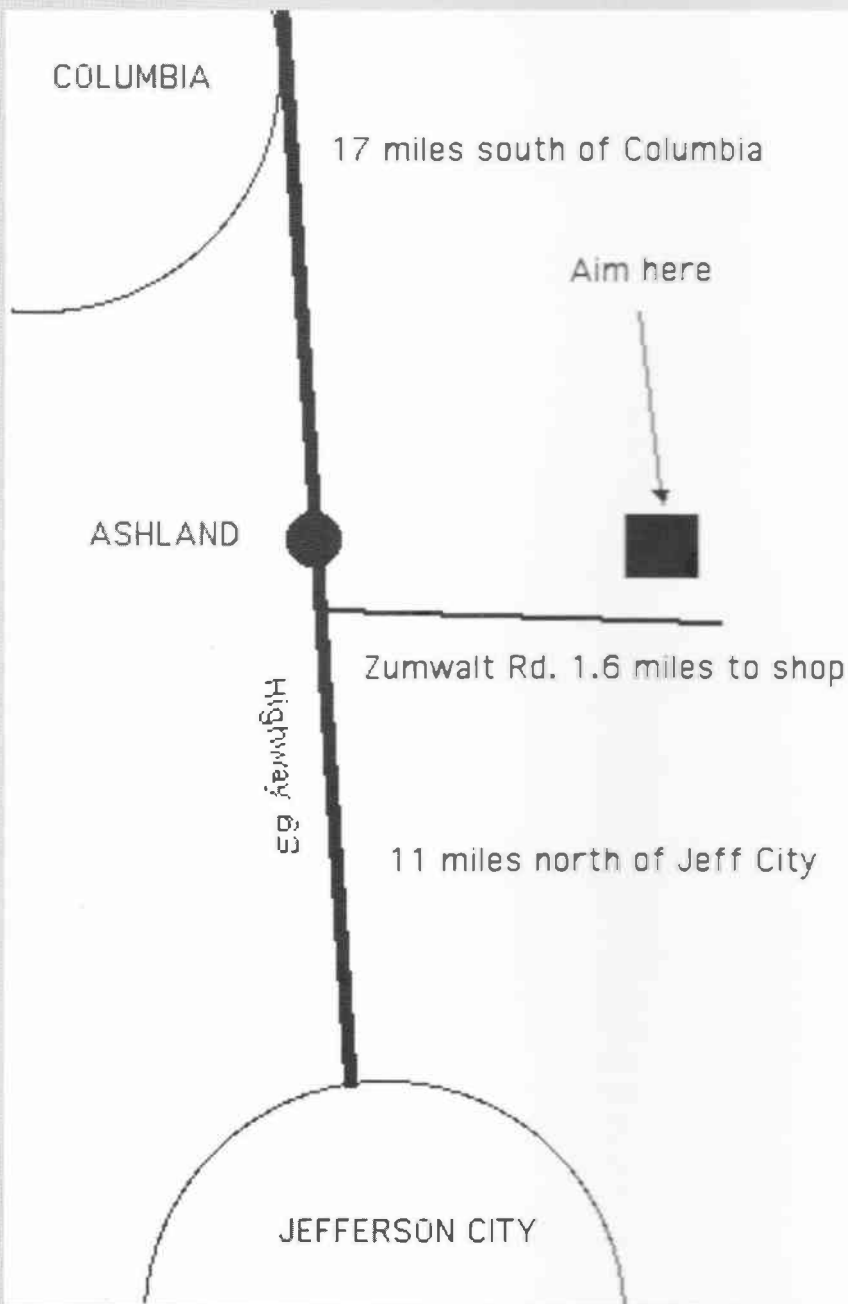 COLUMBIA
17 miles south of Columbia
Aim here
ASHLAND
Zumwalt Rd. 1.6 miles to shop
Highway 63
11 miles north of Jeff City
JEFFERSON CITY